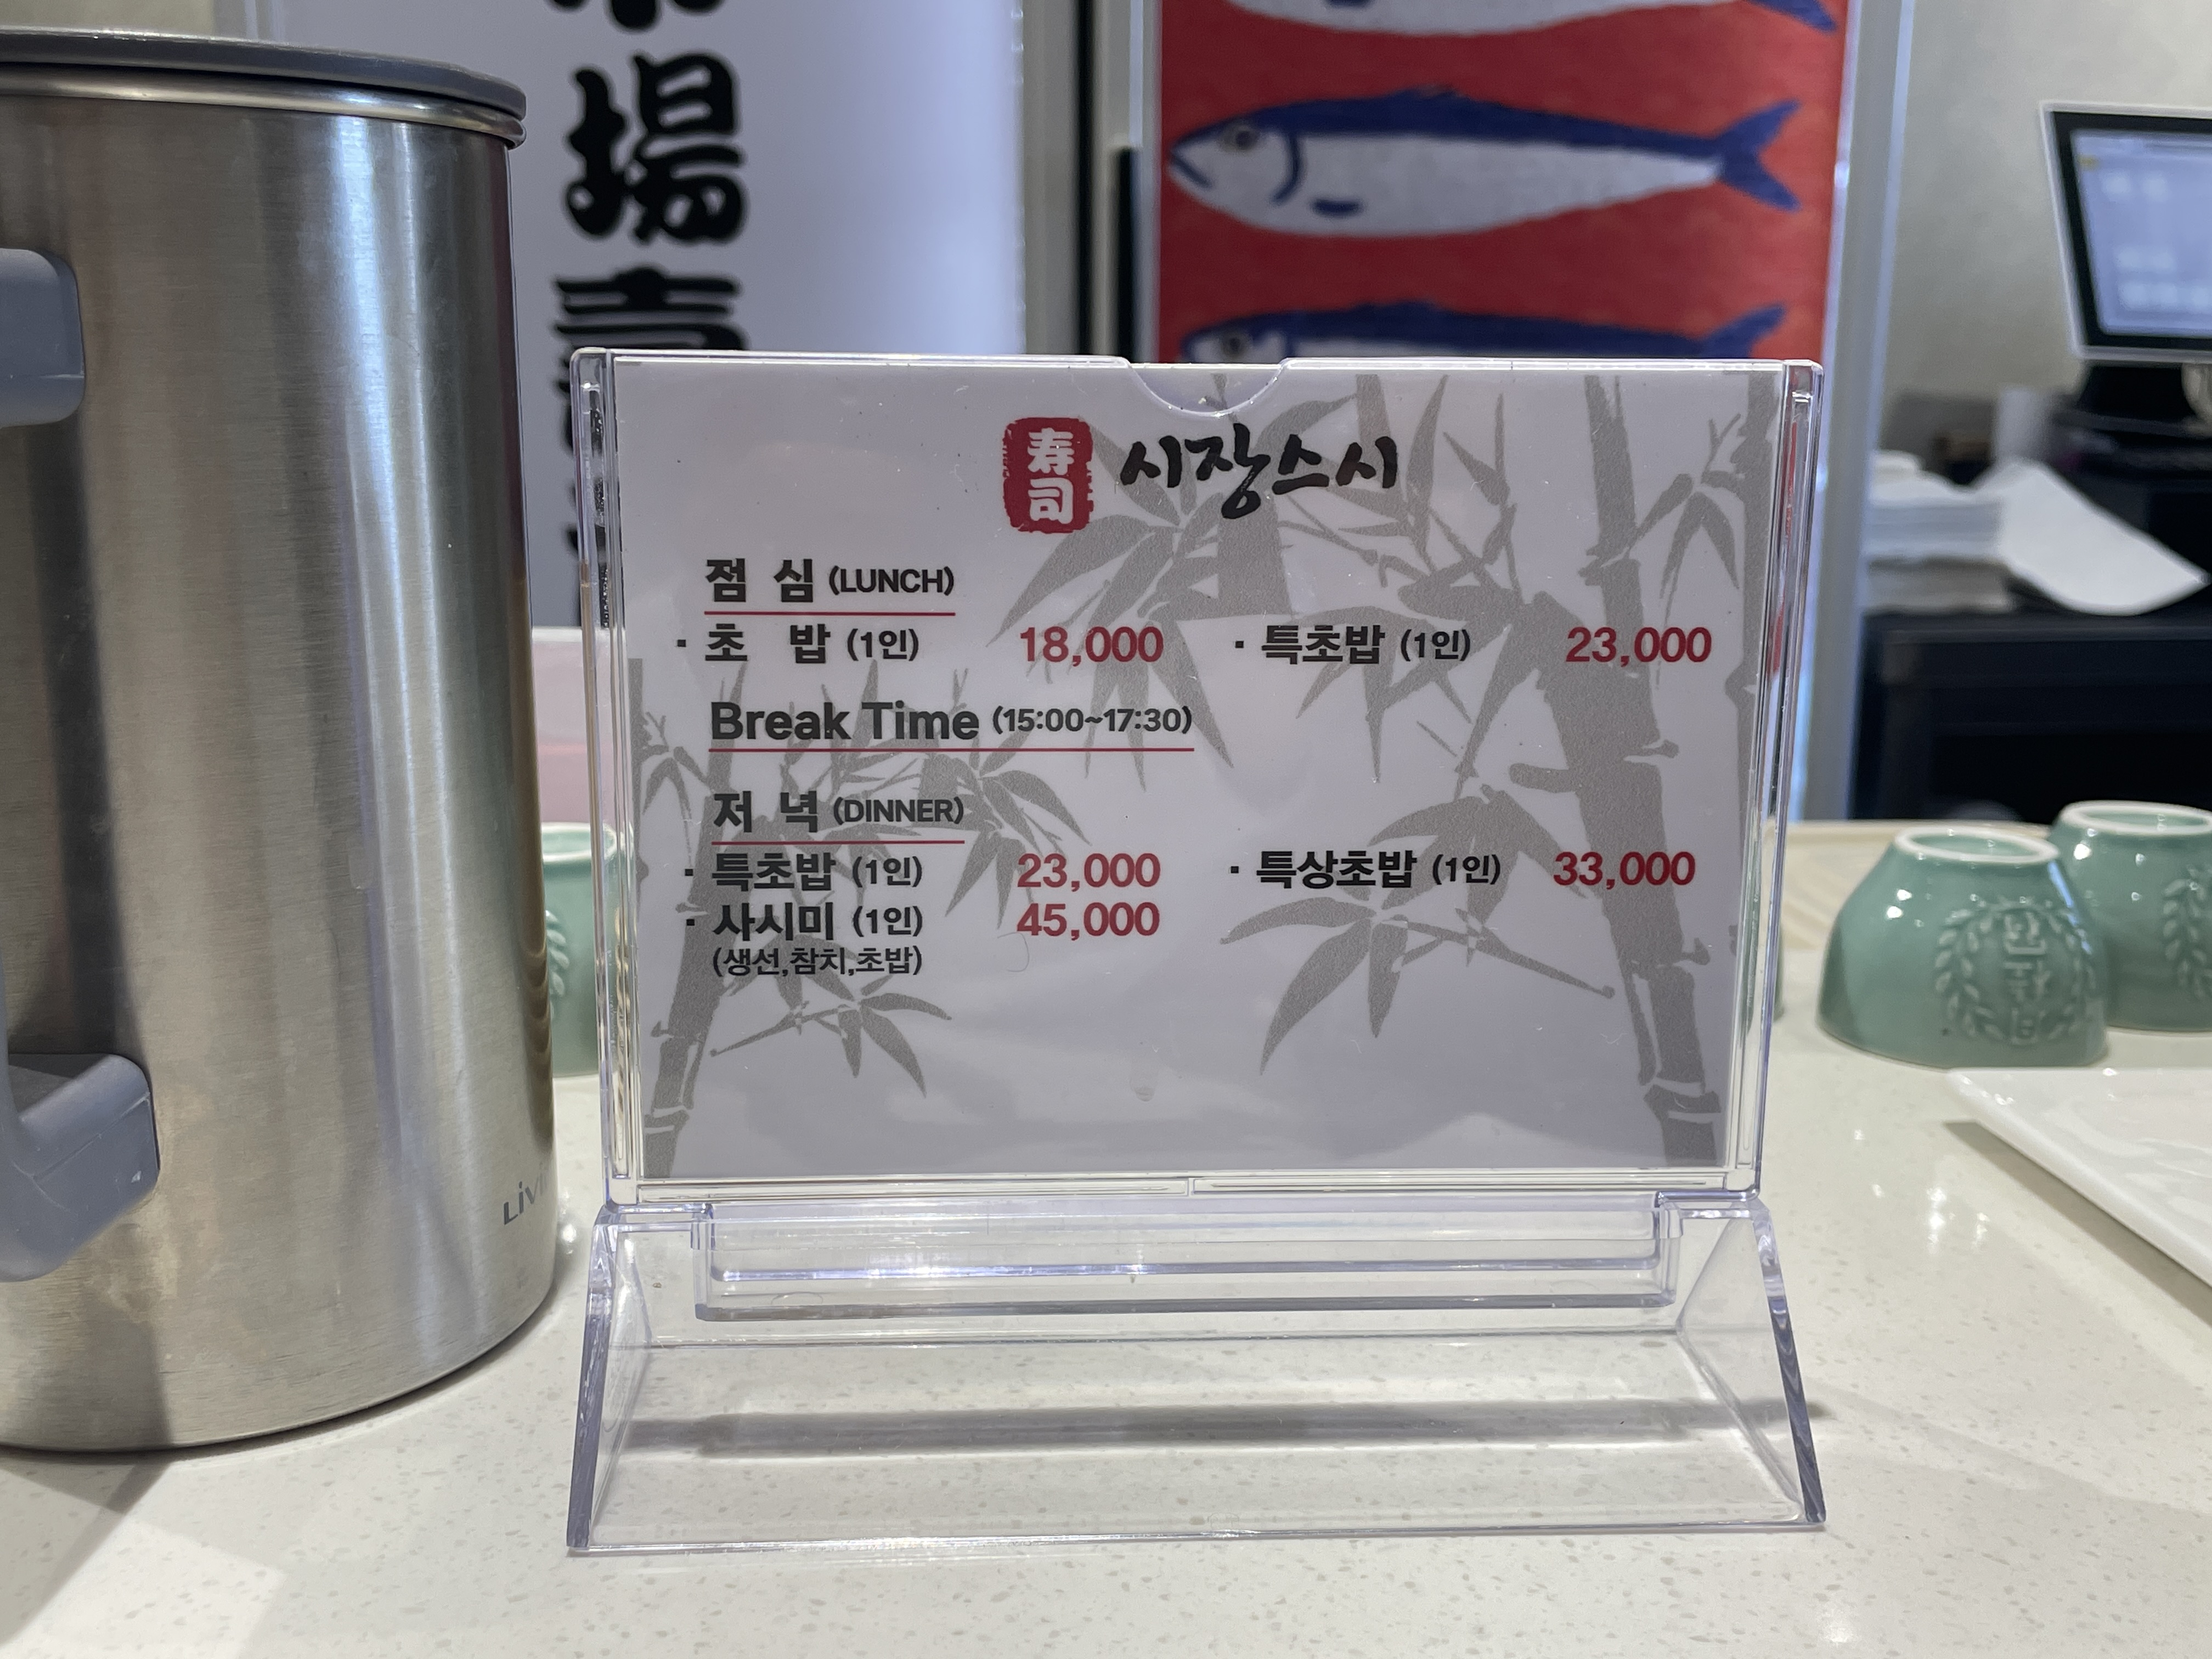 場
寿司 시장스시
점 심 (LUNCH)
· 초 밥 (1인) 18,000 · 특초밥 (1인) 23,000
Break Time (15:00~17:30)
저 녁 (DINNER)
· 특초밥 (1인) 23,000 · 특상초밥 (1인) 33,000
· 사시미 (1인) 45,000
(생선,참치,초밥)